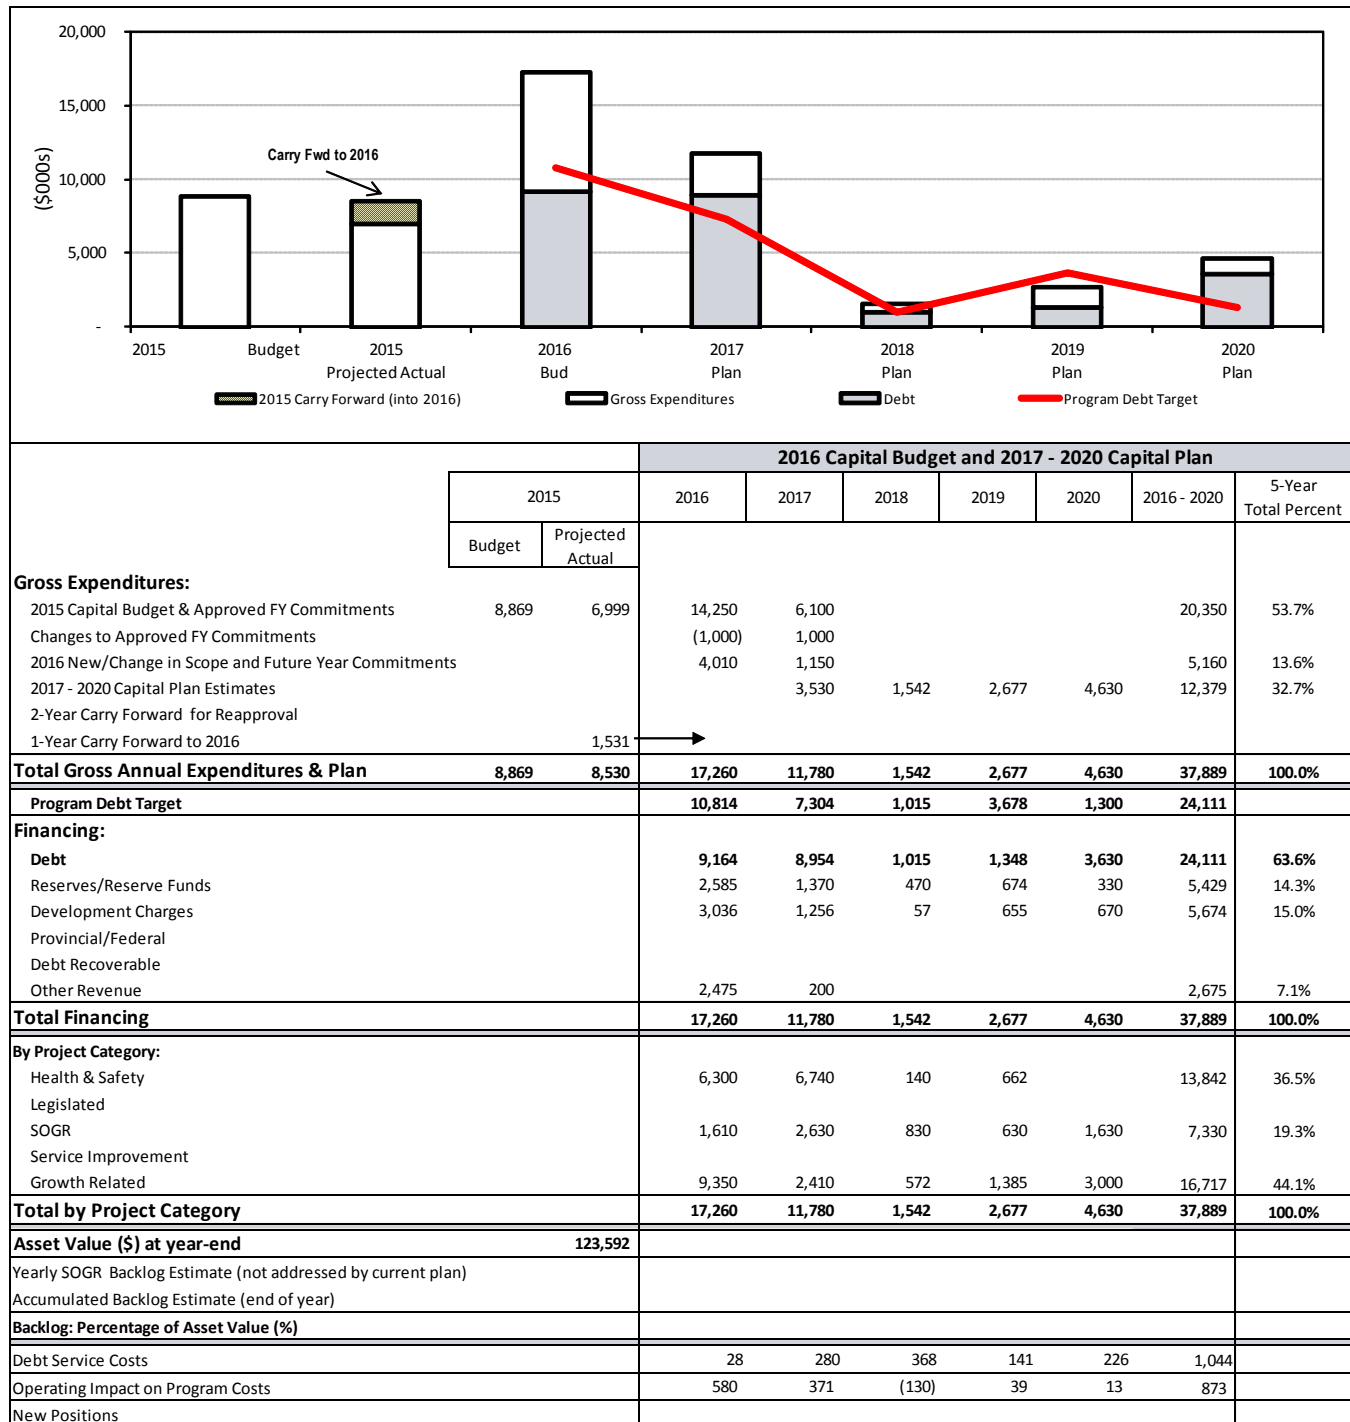 20,000
15,000
10,000
5,000
-
($000s)
Carry Fwd to 2016
2015 Budget 2015 2016 2017 2018 2019 2020
Projected Actual Bud Plan Plan Plan Plan
2015 Carry Forward (into 2016) Gross Expenditures Debt Program Debt Target
2016 Capital Budget and 2017 - 2020 Capital Plan
2015 2016 2017 2018 2019 2020 2016 - 2020 5-Year
Total Percent
Budget Projected
Actual
Gross Expenditures:
2015 Capital Budget & Approved FY Commitments 8,869 6,999 14,250 6,100 20,350 53.7%
Changes to Approved FY Commitments (1,000) 1,000
2016 New/Change in Scope and Future Year Commitments 4,010 1,150 5,160 13.6%
2017 - 2020 Capital Plan Estimates 3,530 1,542 2,677 4,630 12,379 32.7%
2-Year Carry Forward for Reapproval
1-Year Carry Forward to 2016 1,531
Total Gross Annual Expenditures & Plan 8,869 8,530 17,260 11,780 1,542 2,677 4,630 37,889 100.0%
Program Debt Target 10,814 7,304 1,015 3,678 1,300 24,111
Financing:
Debt 9,164 8,954 1,015 1,348 3,630 24,111 63.6%
Reserves/Reserve Funds 2,585 1,370 470 674 330 5,429 14.3%
Development Charges 3,036 1,256 57 655 670 5,674 15.0%
Provincial/Federal
Debt Recoverable
Other Revenue 2,475 200 2,675 7.1%
Total Financing 17,260 11,780 1,542 2,677 4,630 37,889 100.0%
By Project Category:
Health & Safety 6,300 6,740 140 662 13,842 36.5%
Legislated
SOGR 1,610 2,630 830 630 1,630 7,330 19.3%
Service Improvement
Growth Related 9,350 2,410 572 1,385 3,000 16,717 44.1%
Total by Project Category 17,260 11,780 1,542 2,677 4,630 37,889 100.0%
Asset Value ($) at year-end 123,592
Yearly SOGR Backlog Estimate (not addressed by current plan)
Accumulated Backlog Estimate (end of year)
Backlog: Percentage of Asset Value (%)
Debt Service Costs 28 280 368 141 226 1,044
Operating Impact on Program Costs 580 371 (130) 39 13 873
New Positions